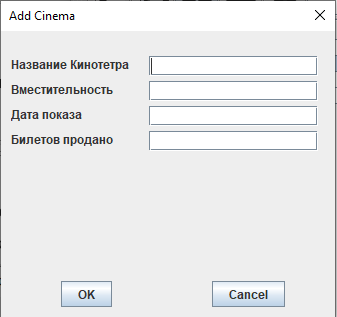 Add Cinema
Название Кинотетра
Вместительность
Дата показа
Билетов продано
OK
Cancel